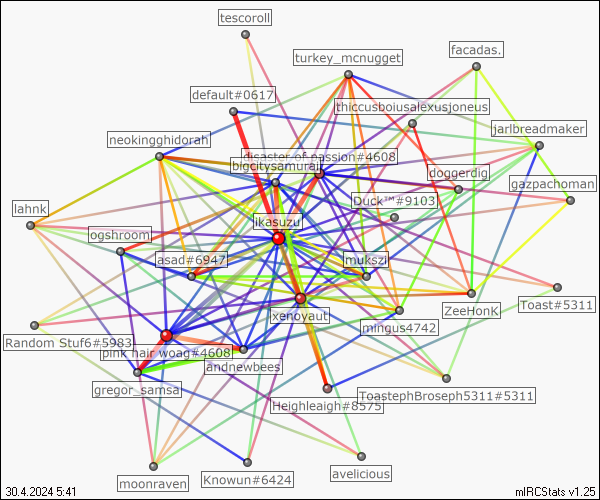 tescoroll
turkey_mcnugget
facadas.
default#0617
thiccusboiusalexusjoneus
jarlbreadmaker
neokingghidorah
disaster of passion#4608
bigcitysamurai
doggerdig
gazpachoman
Duck™#9103
lahnk
jikasuzu
ogshroom
asad#6947
mukszi
Toast#5311
ZeeHonk
xenoyaut
mingus4742
Random Stuf6#5983
pink hair woag#4608
andnewbees
gregor_samsa
ToastephBroseph5311#5311
Heighleigh#8575
moonraven
Knowun#6424
avelicious
30.4.2024 5:41
mIRCStats v1.25